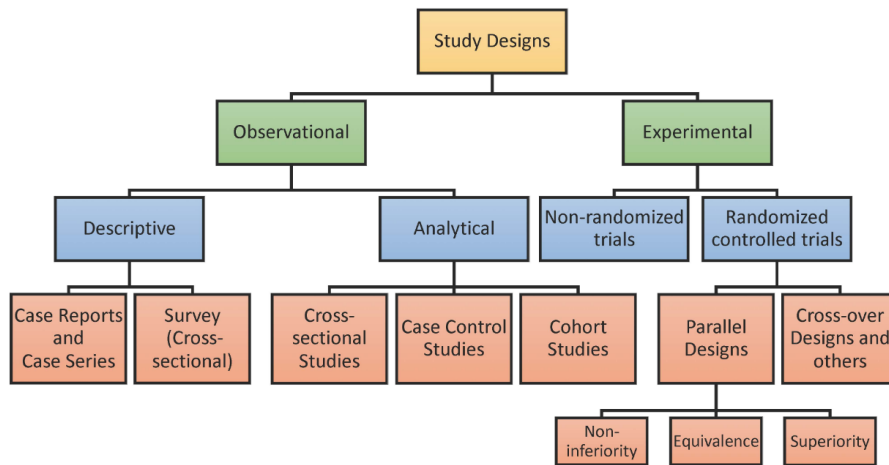 Study Designs
Observational
Experimental
Descriptive
Analytical
Non-randomized
trials
Randomized
controlled trials
Case Reports
and
Case Series
Survey
(Cross-
sectional)
Cross-
sectional
Studies
Case Control
Studies
Cohort
Studies
Parallel
Designs
Cross-over
Designs and
others
Non-
inferiority
Equivalence
Superiority